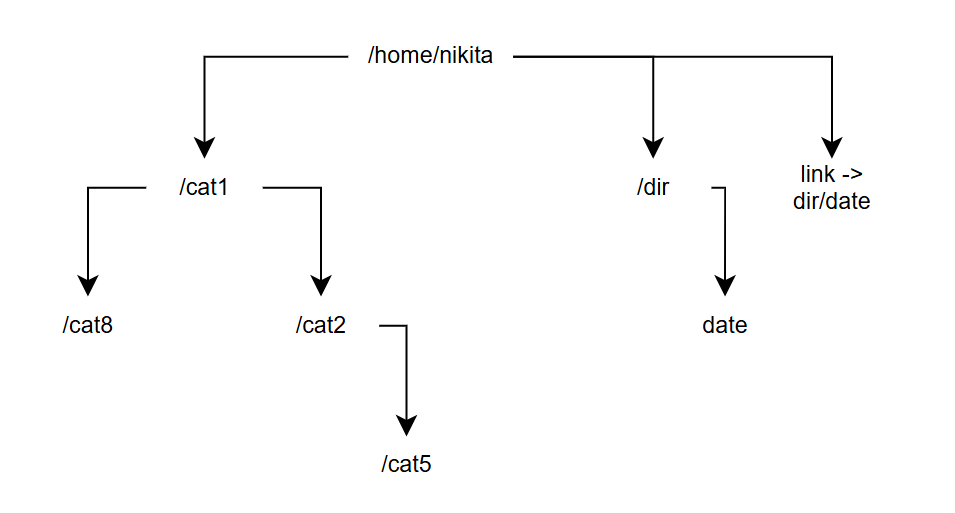 /home/nikita
/cat1
/dir
link ->
dir/date
/cat8
/cat2
date
/cat5